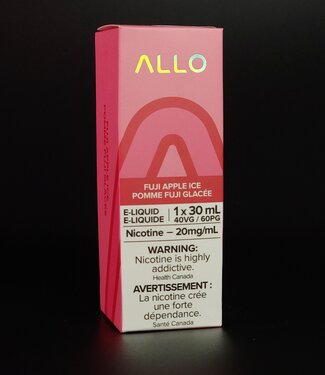 ALLO
FUJI APPLE ICE
POMME FUJI GLACÉE
E-LIQUID
E-LIQUIDE
1 x 30 mL
40VG / 60PG
Nicotine – 20mg/mL
WARNING:
Nicotine is highly
addictive.
Health Canada
AVERTISSEMENT :
La nicotine crée
une forte
dépendance.
Santé Canada